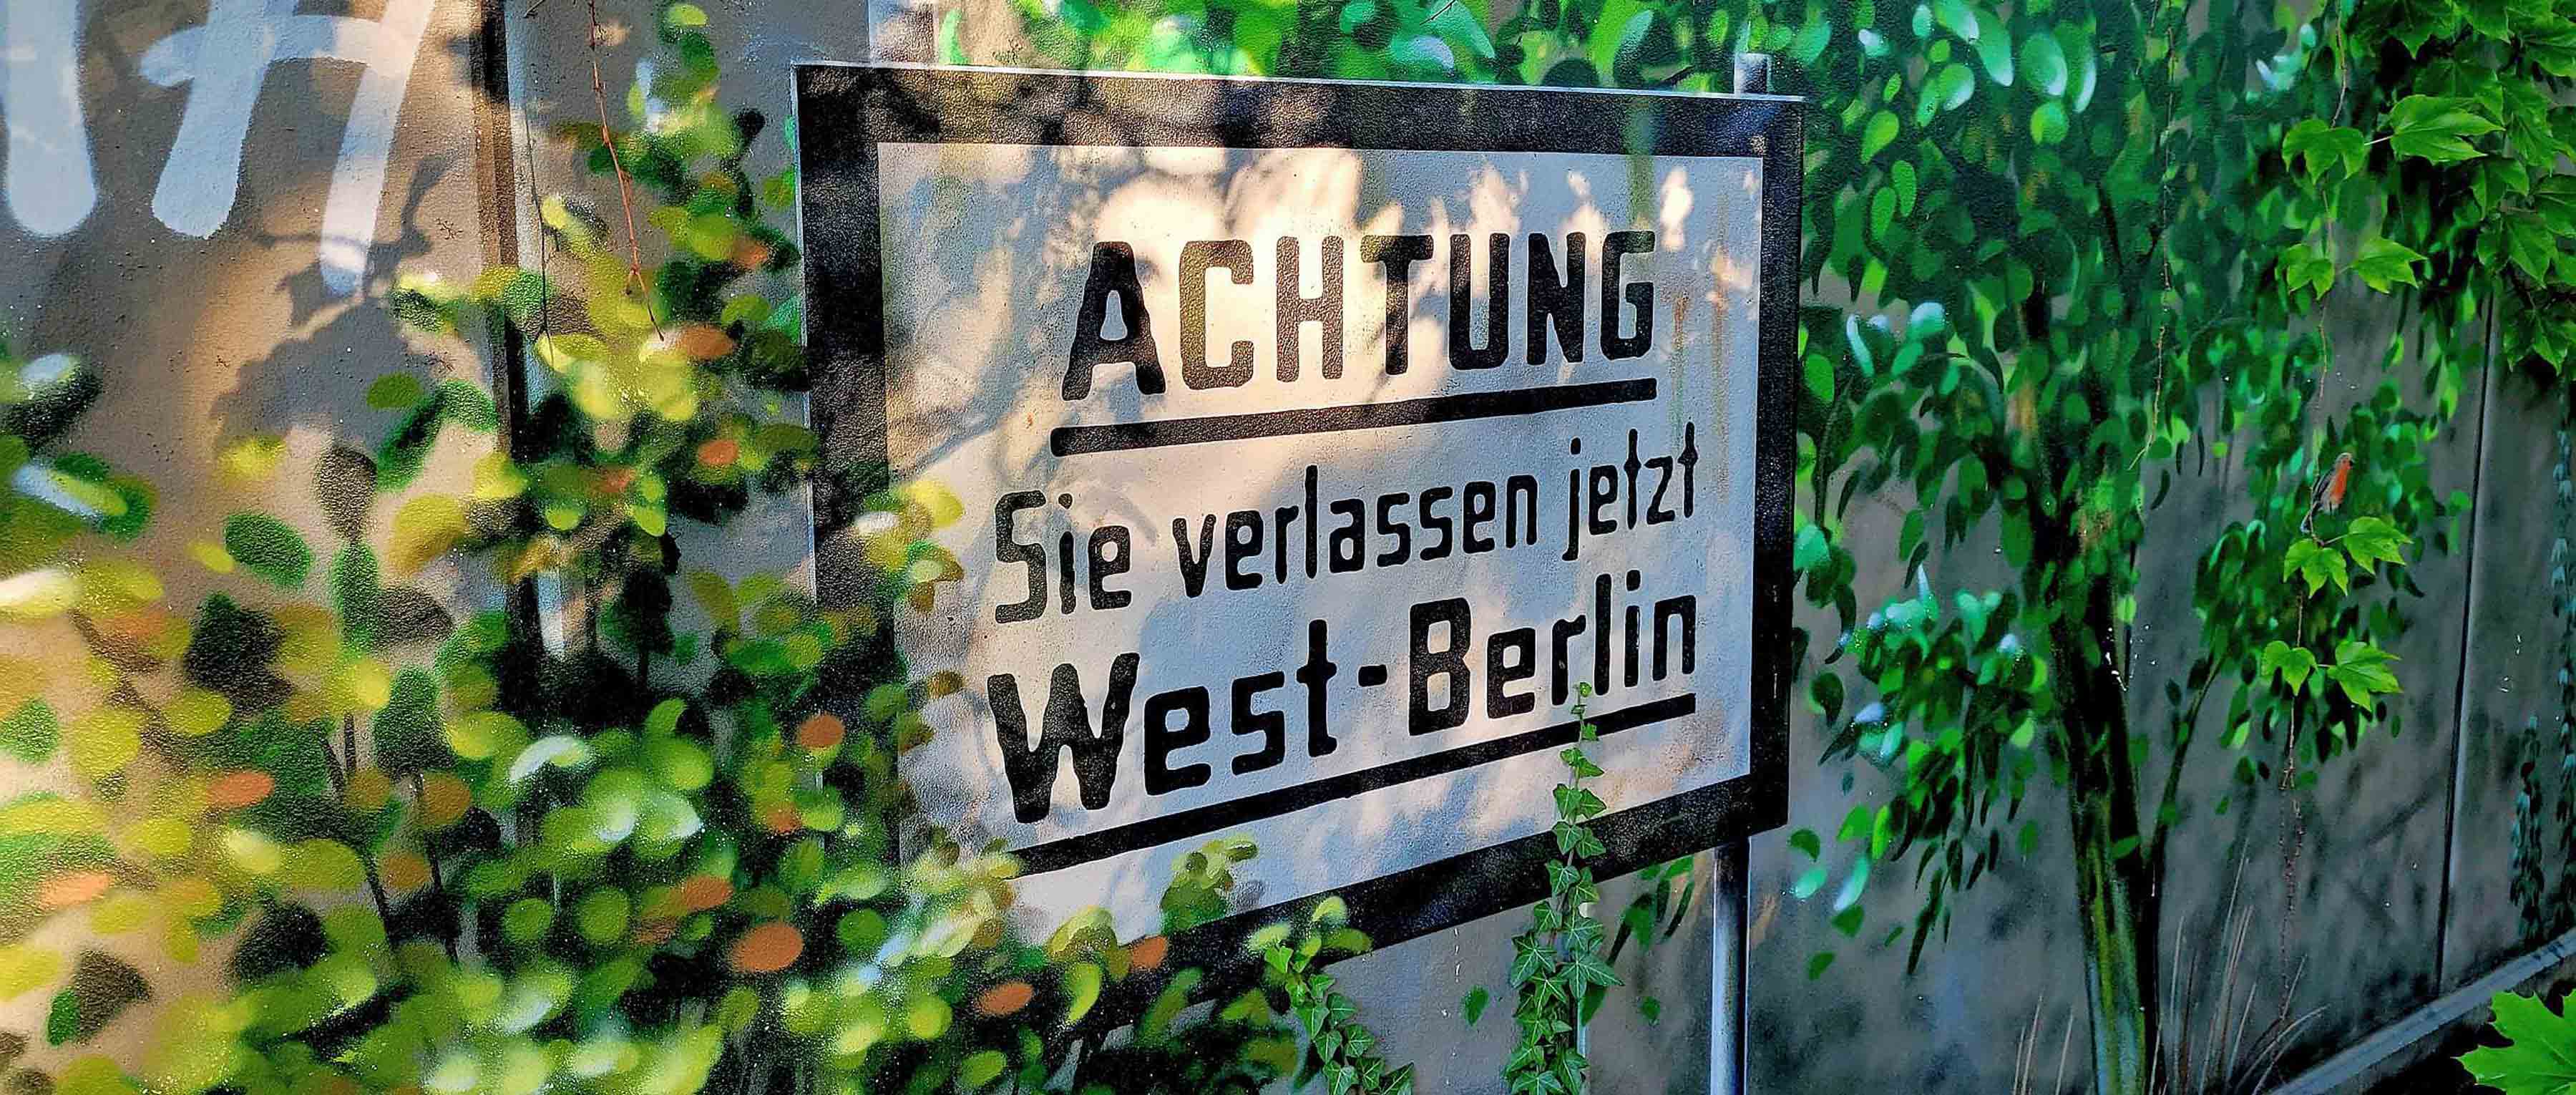 ACHTUNG
Sie verlassen jetzt
West-Berlin